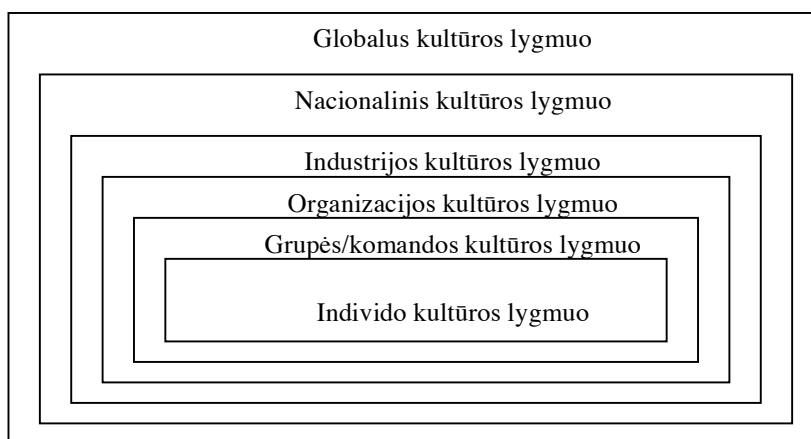 Globalus kultūros lygmuo
Nacionalinis kultūros lygmuo
Industrijos kultūros lygmuo
Organizacijos kultūros lygmuo
Grupės/komandos kultūros lygmuo
Individo kultūros lygmuo